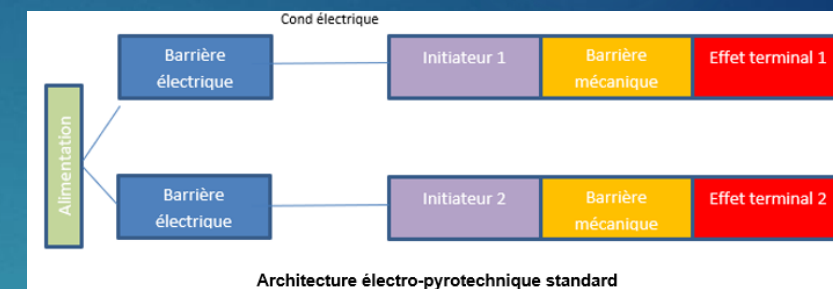 Cond électrique
Barrière
électrique
Initiateur 1
Barrière
mécanique
Effet terminal 1
Alimentation
Barrière
électrique
Initiateur 2
Barrière
mécanique
Effet terminal 2
Architecture électro-pyrotechnique standard